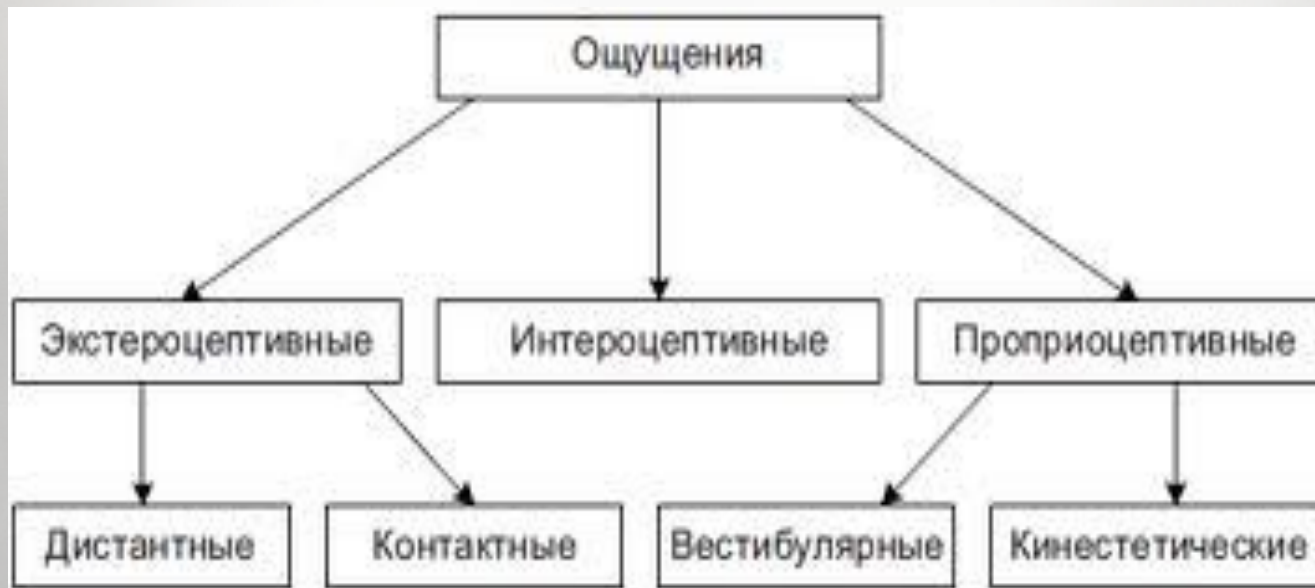 Ощущения
Экстероцептивные
Интероцептивные
Проприоцептивные
Дистантные
Контактные
Вестибулярные
Кинестетические